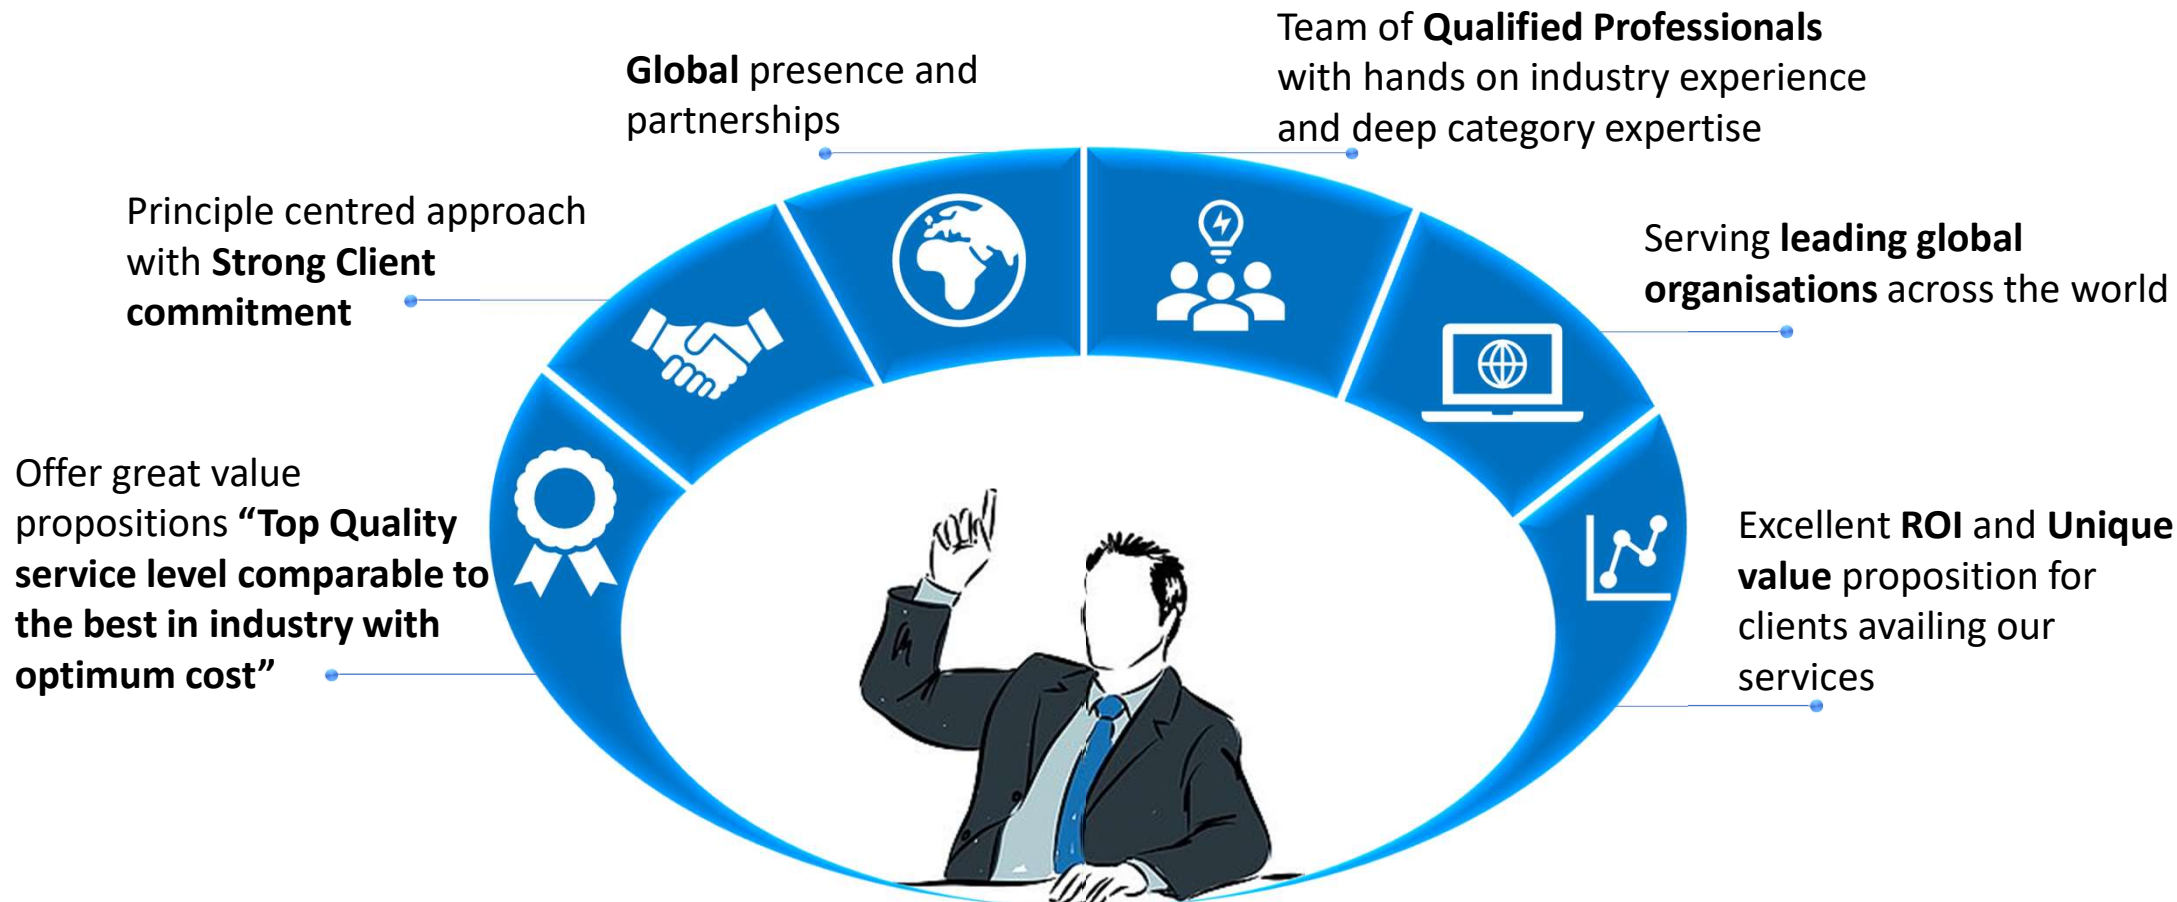 Offer great value
propositions “Top Quality
service level comparable to
the best in industry with
optimum cost”
Principle centred approach
with Strong Client
commitment
Global presence and
partnerships
Team of Qualified Professionals
with hands on industry experience
and deep category expertise
Serving leading global
organisations across the world
Excellent ROI and Unique
value proposition for
clients availing our
services